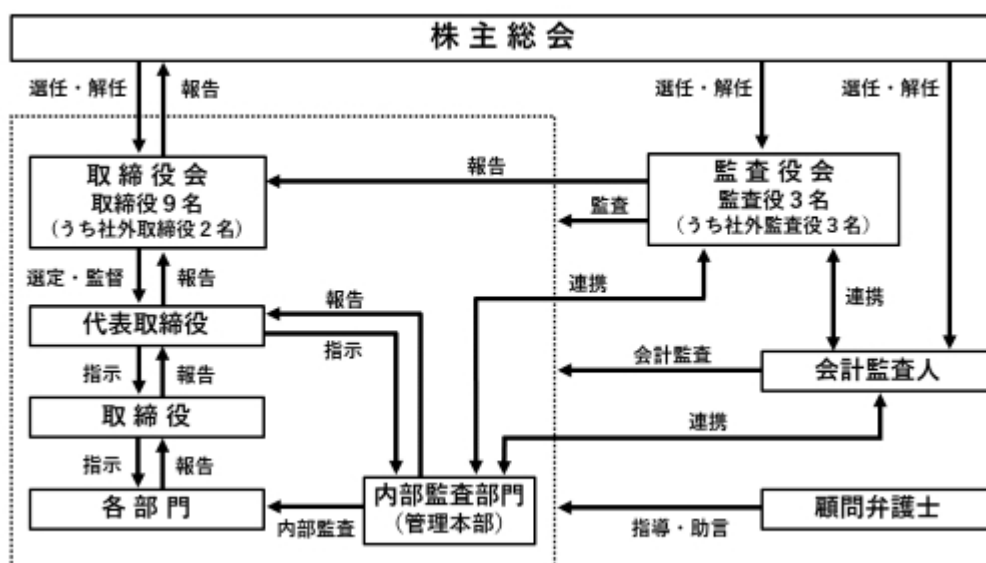 株主総会
選任・解任
報告
選任・解任
選任・解任
取締役会
取締役9名
（うち社外取締役2名）
報告
監査役会
監査役3名
（うち社外監査役3名）
監査
選定・監督
報告
連携
連携
代表取締役
報告
指示
指示
報告
会計監査
会計監査人
取締役
連携
指示
報告
各部門
内部監査
内部監査部門
（管理本部）
指導・助言
顧問弁護士